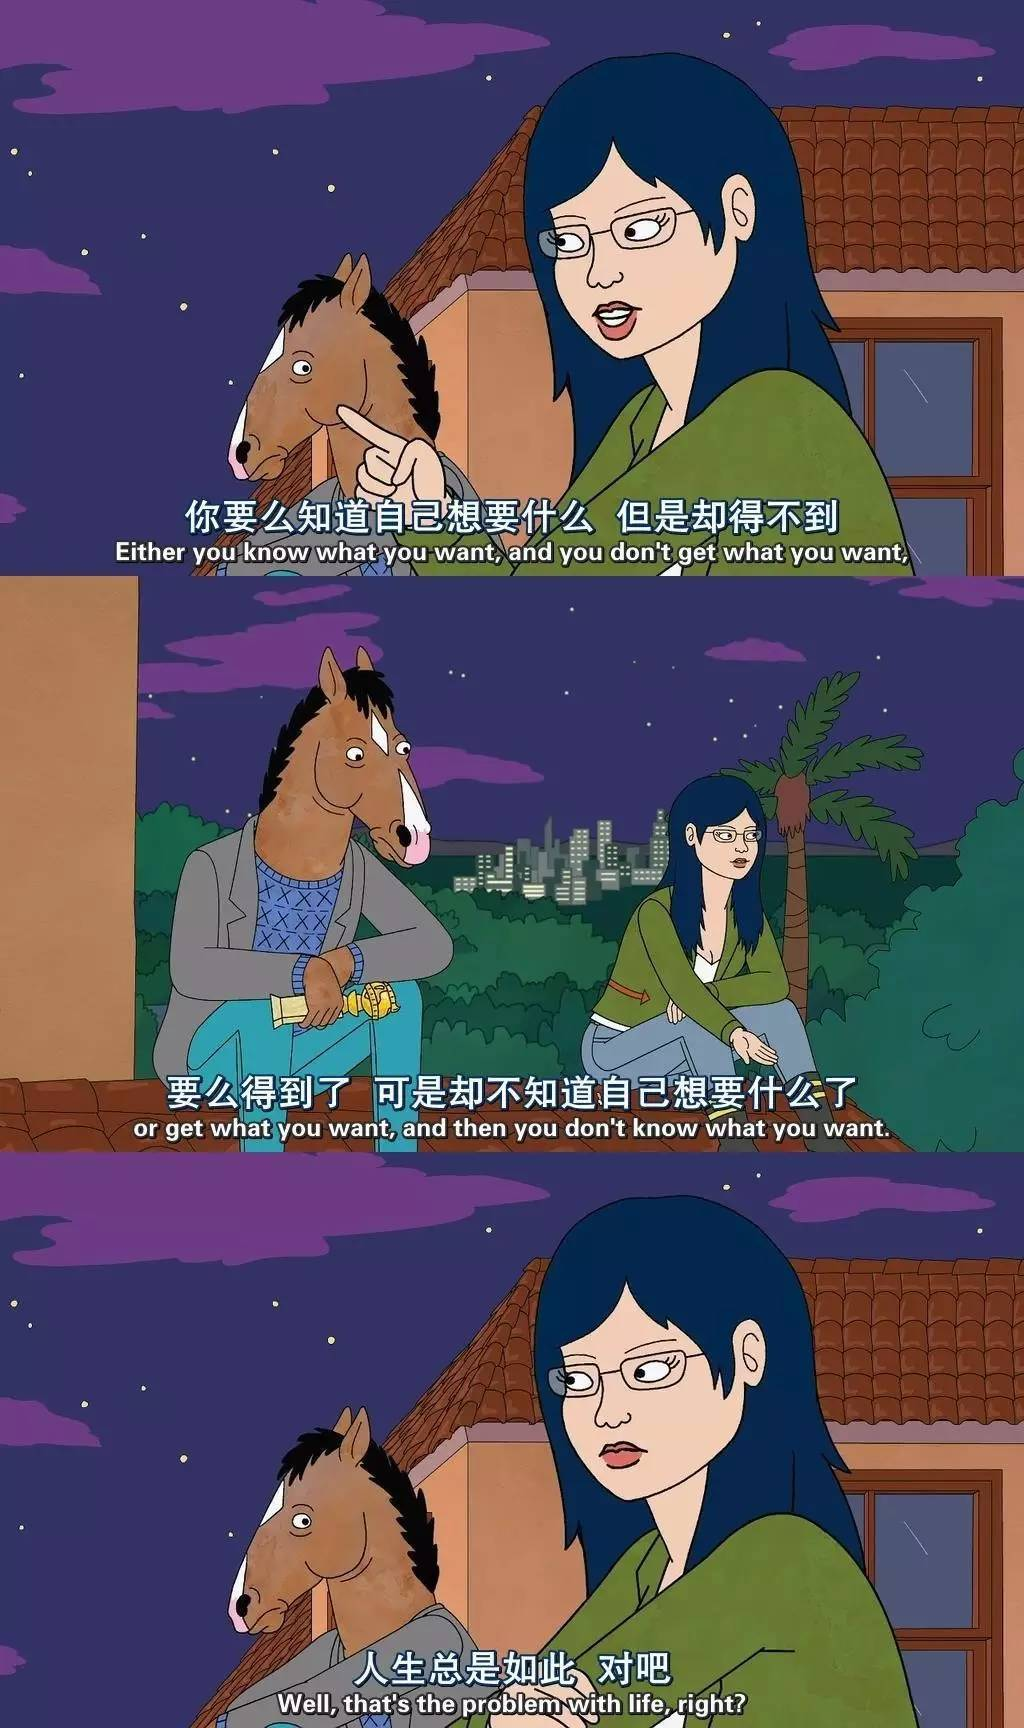 你要么知道自己想要什么 但是却得不到
Either you know what you want, and you don't get what you want,
要么得到了 可是却不知道自己想要什么了
or get what you want, and then you don't know what you want.
人生总是如此 对吧
Well, that's the problem with life, right?